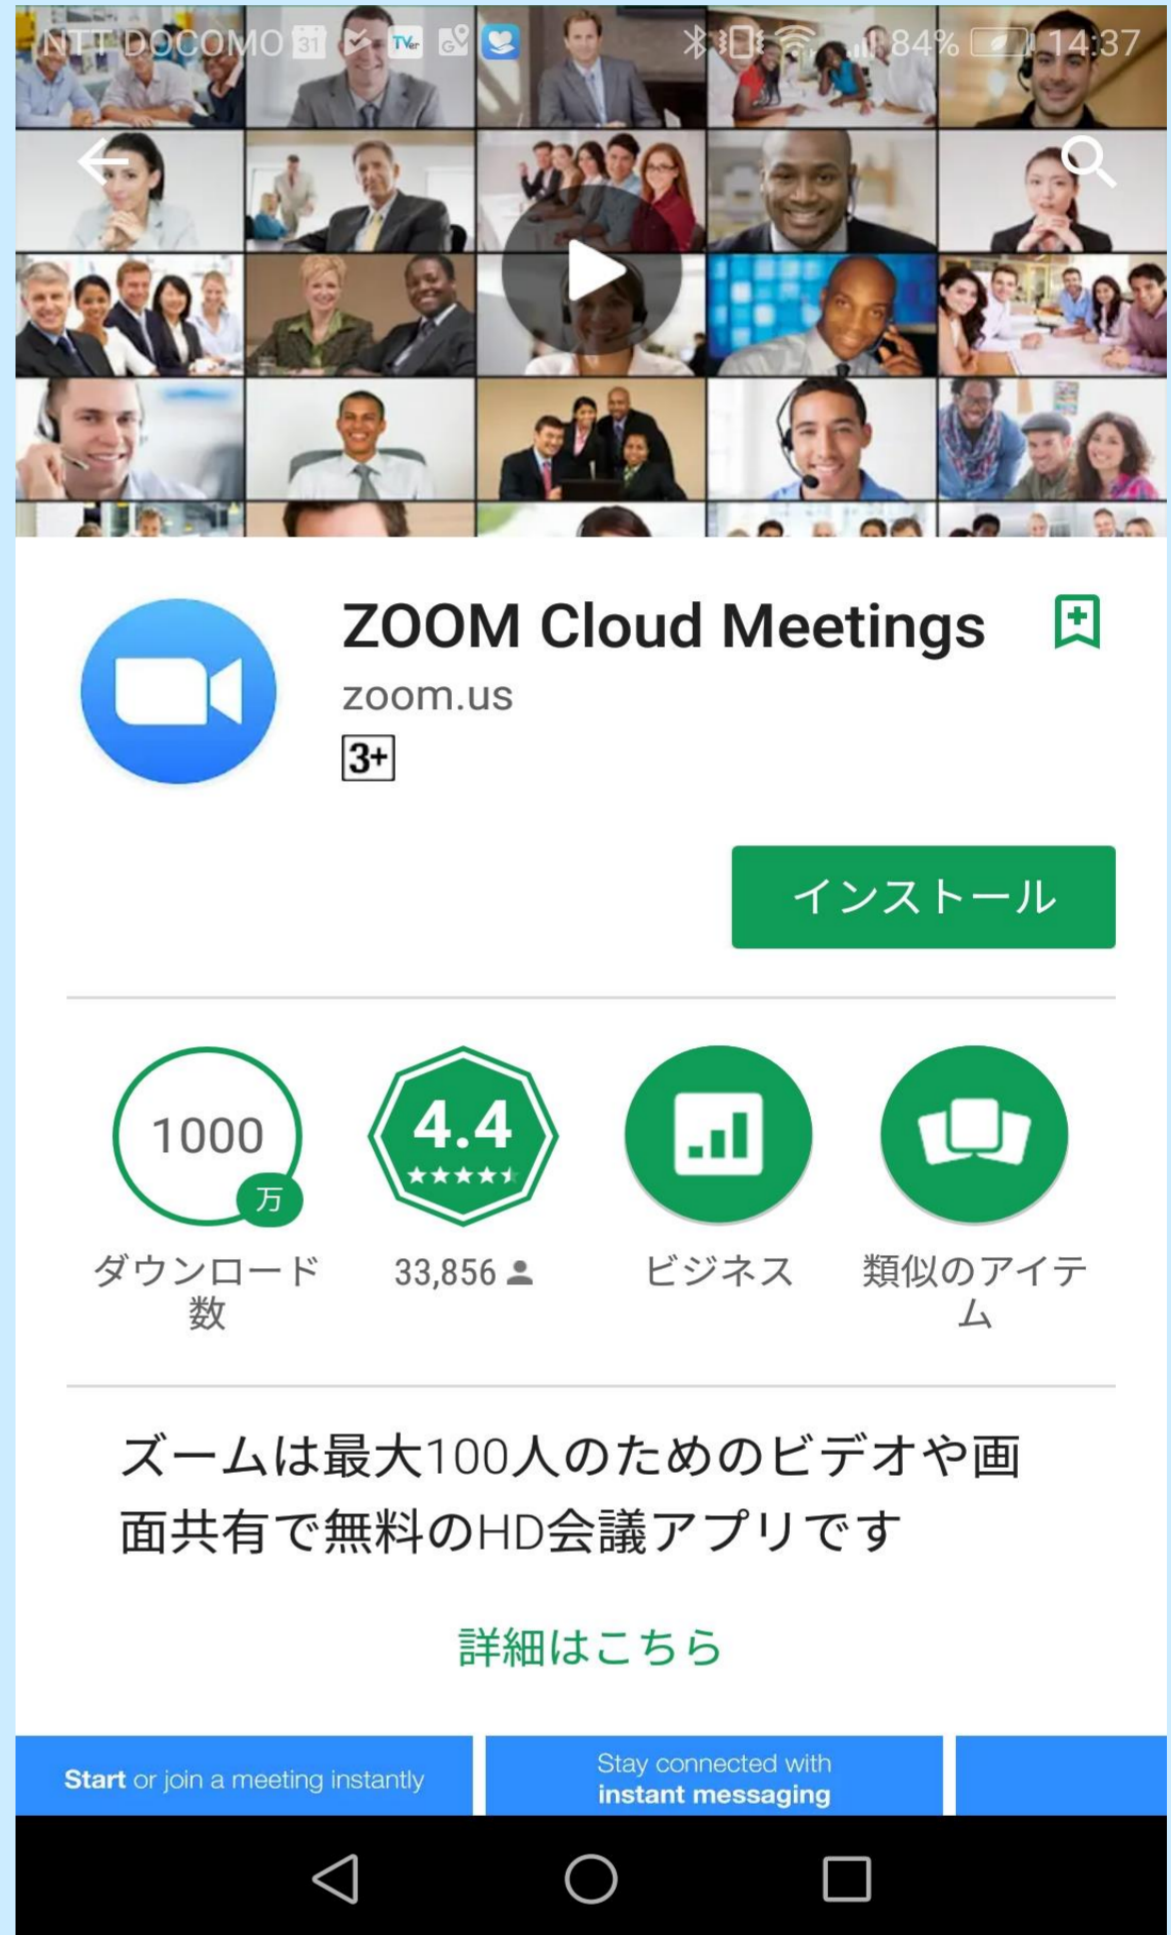 NTT DOCOMO 31 TVer G 84% 14:37
ZOOM Cloud Meetings
zoom.us
3+
インストール
1000
万
4.4
ダウンロード
数
33,856
ビジネス
類似のアイテ
ム
ズームは最大100人のためのビデオや画
面共有で無料のHD会議アプリです
詳細はこちら
Start or join a meeting instantly
Stay connected with
instant messaging